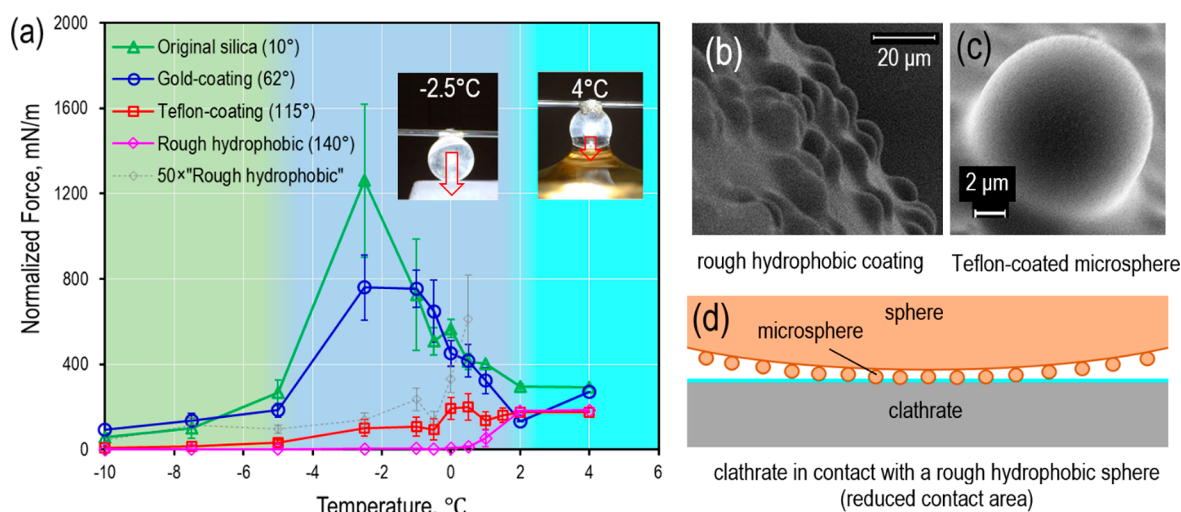 (a)
2000
1600
1200
800
400
0
Normalized Force, mN/m
Original silica (10°)
Gold-coating (62°)
Teflon-coating (115°)
Rough hydrophobic (140°)
50×"Rough hydrophobic"
-2.5°C
4°C
-10
-8
-6
-4
-2
0
2
4
6
Temperature, °C
(b)
20 μm
rough hydrophobic coating
(c)
2 μm
Teflon-coated microsphere
(d)
sphere
microsphere
clathrate
clathrate in contact with a rough hydrophobic sphere
(reduced contact area)